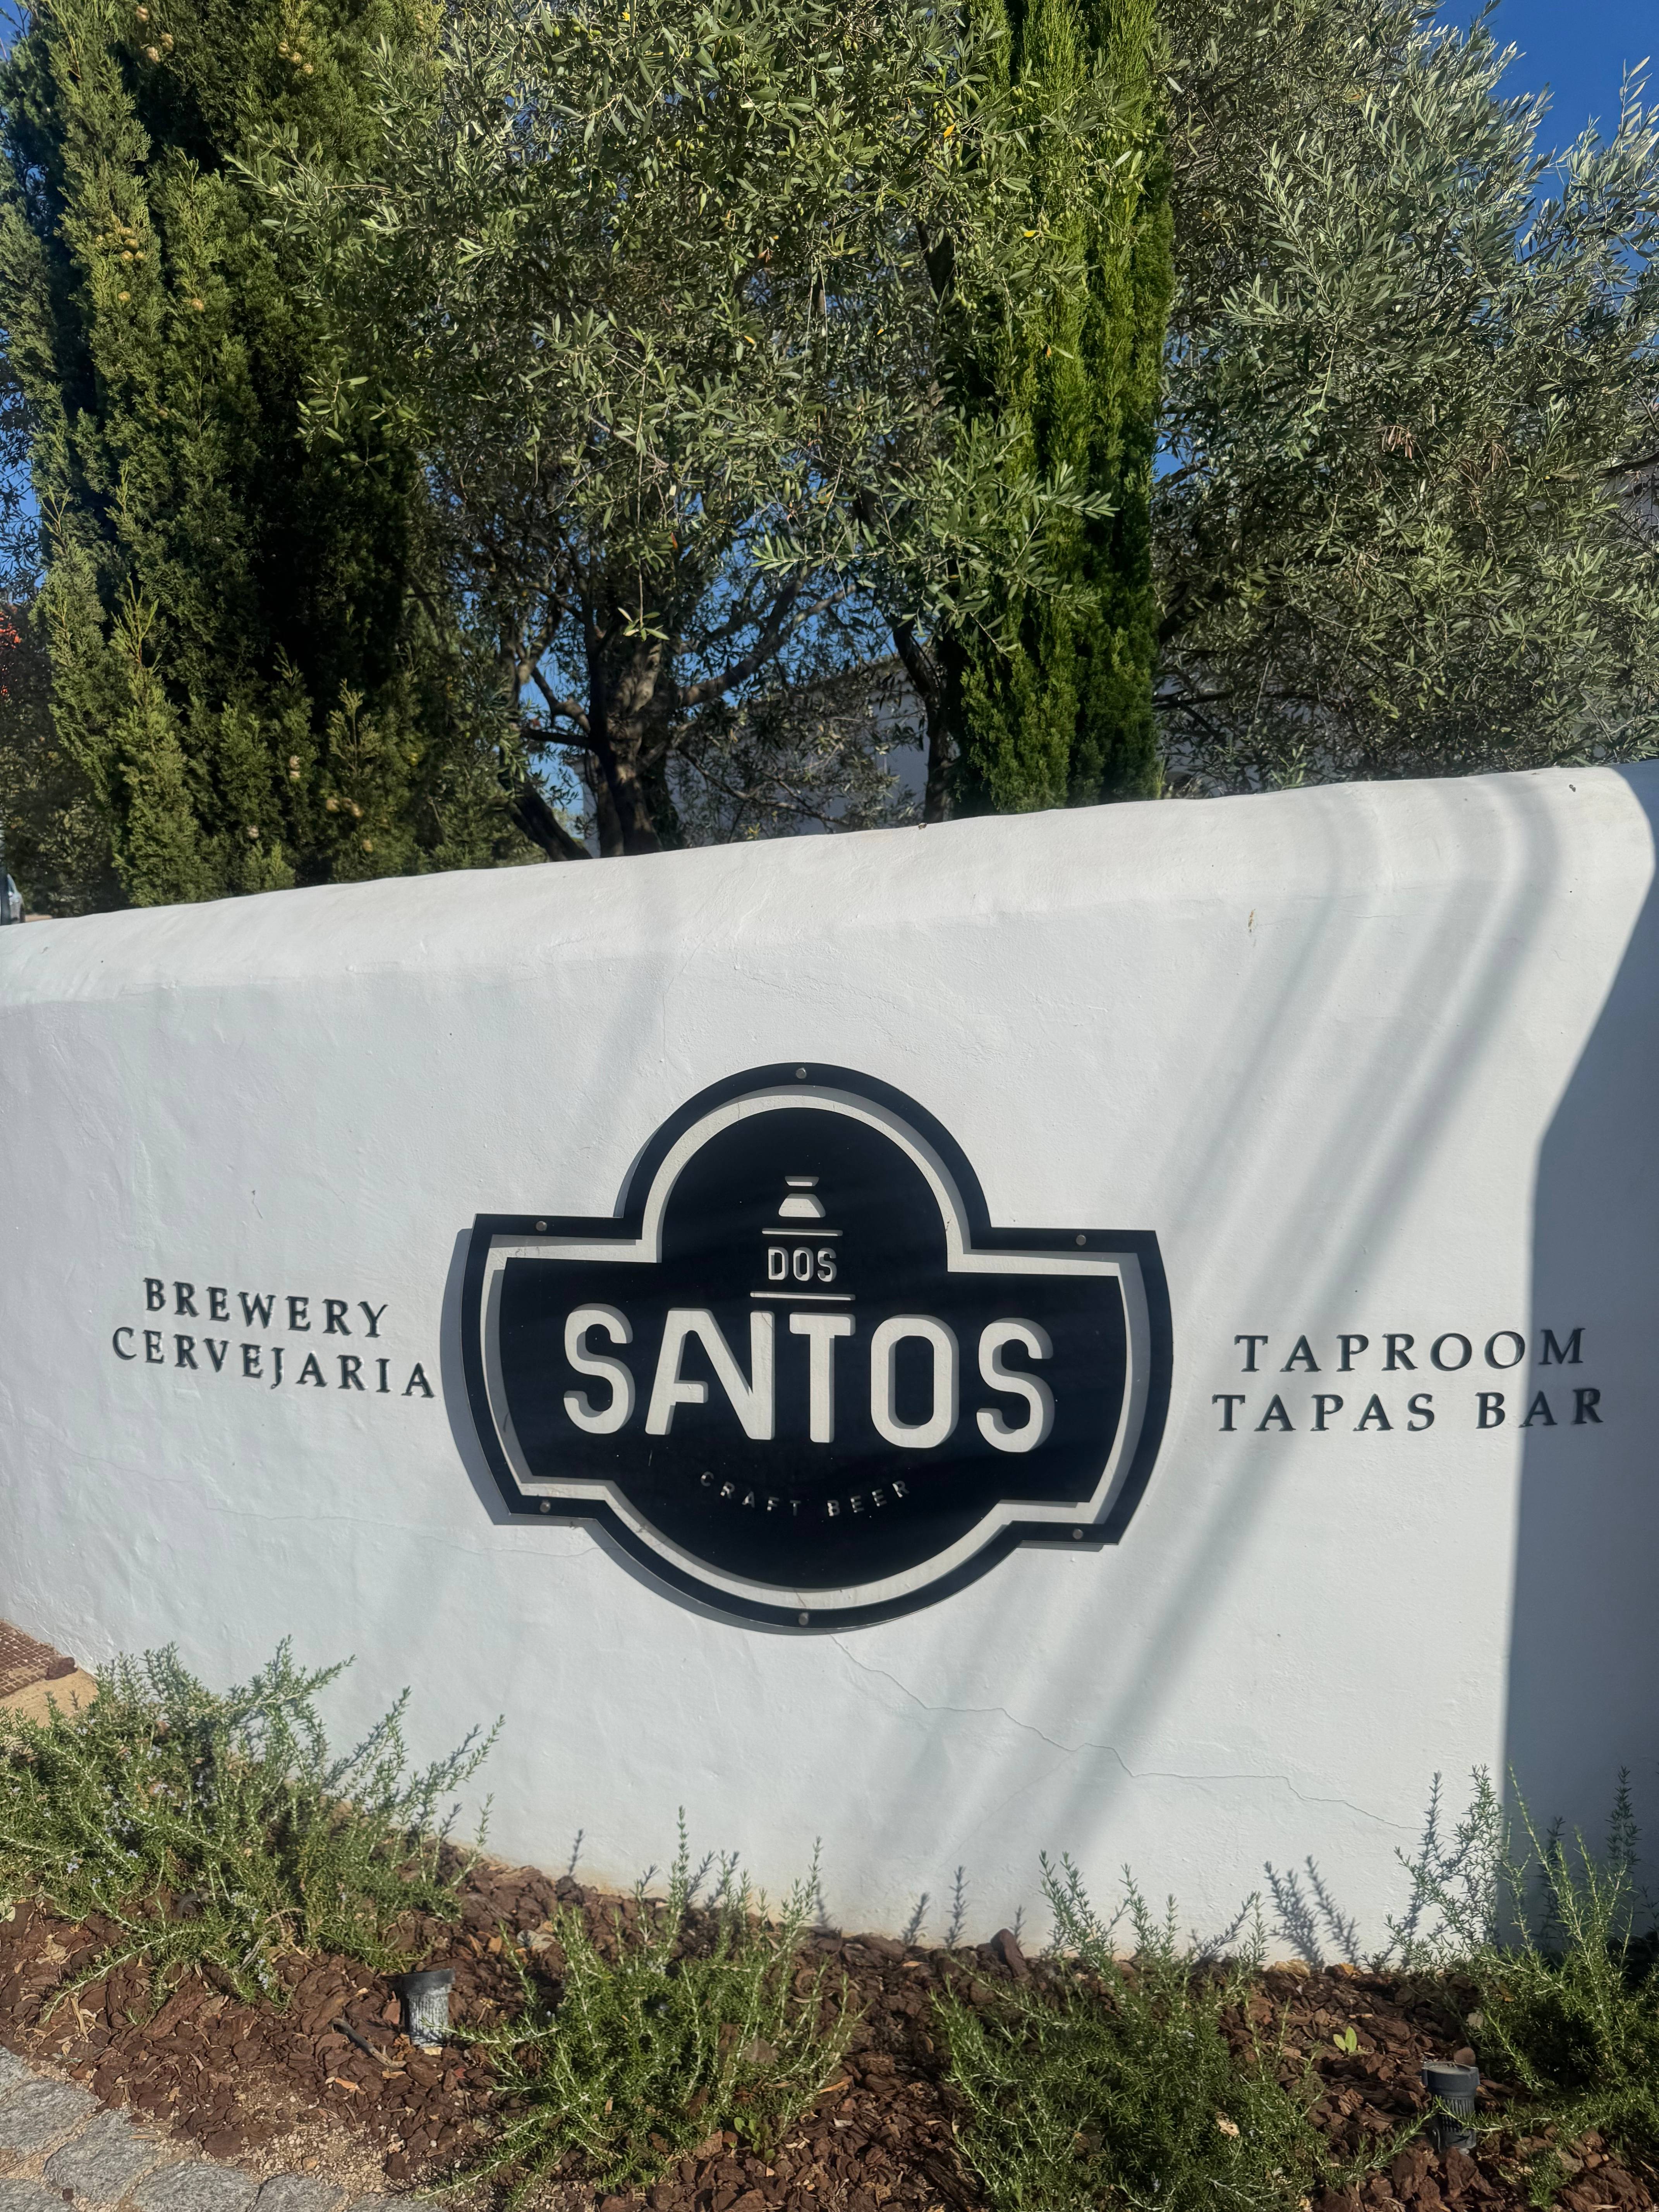 BREWERY
CERVEJARIA
DOS
SANTOS
CRAFT BEER
TAPROOM
TAPAS BAR